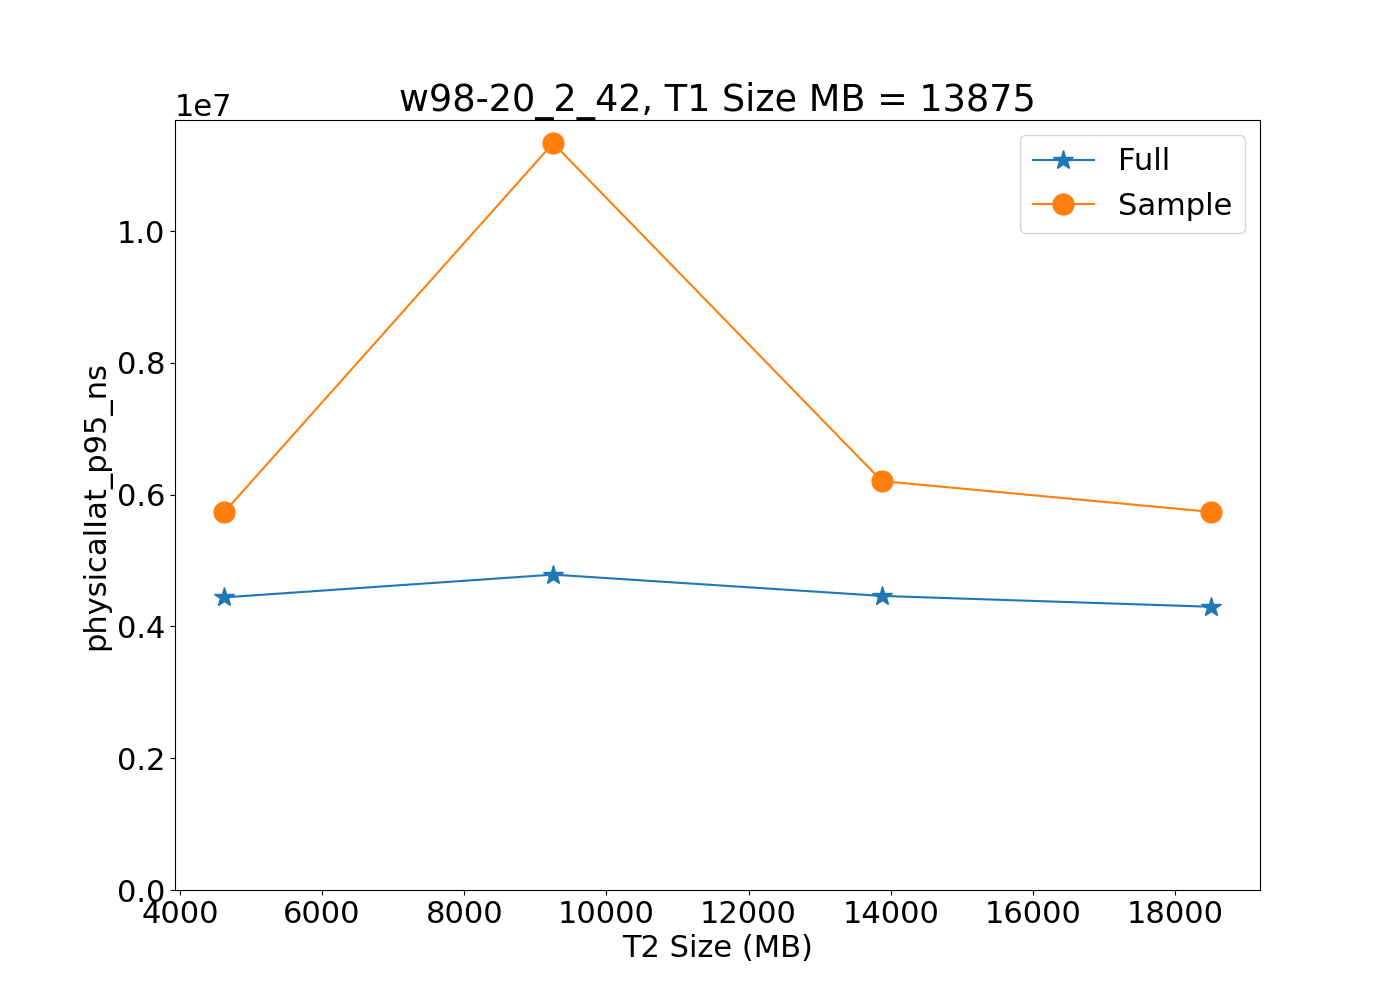 w98-20_2_42, T1 Size MB = 13875
1e7
Full
Sample
1.0
0.8
0.6
0.4
0.2
0.0
physicallat_p95_ns
4000 6000 8000 10000 12000 14000 16000 18000
T2 Size (MB)